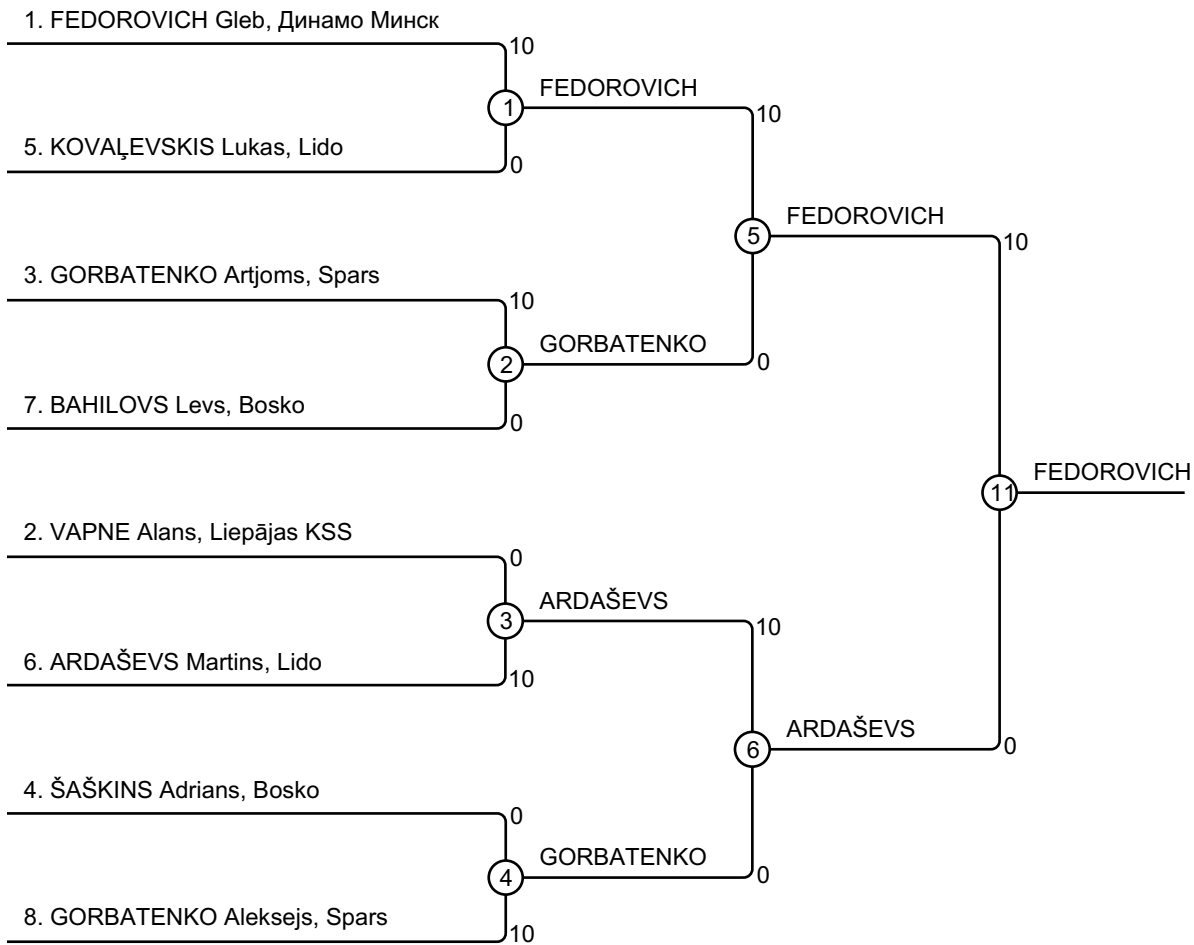 1. FEDOROVICH Gleb, Динамо Минск
10
FEDOROVICH
1
10
5. KOVAĻEVSKIS Lukas, Lido
0
FEDOROVICH
5
10
3. GORBATENKO Artjoms, Spars
10
GORBATENKO
2
0
7. BAHILOVS Levs, Bosko
0
FEDOROVICH
11
2. VAPNE Alans, Liepājas KSS
0
ARDAŠEVS
3
10
6. ARDAŠEVS Martins, Lido
10
ARDAŠEVS
6
0
4. ŠAŠKINS Adrians, Bosko
0
GORBATENKO
4
0
8. GORBATENKO Aleksejs, Spars
10